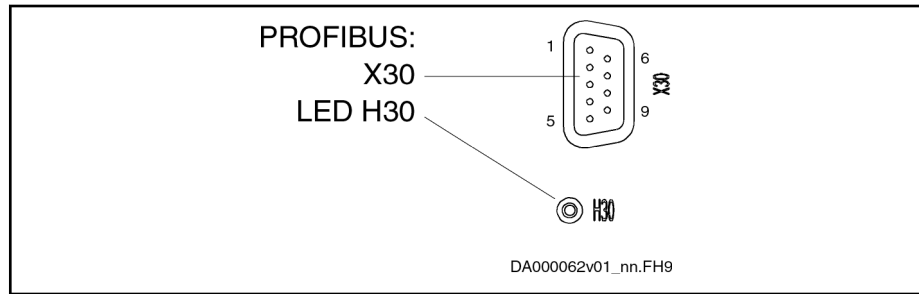 PROFIBUS:
X30
LED H30
1
6
X30
5
9
H30
DA000062v01_nn.FH9